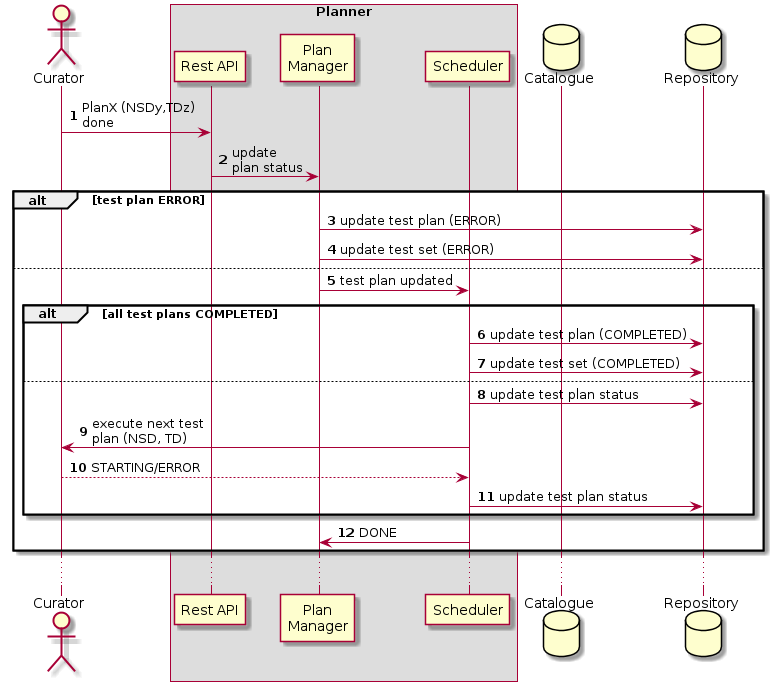 Planner
Curator
Rest API
Plan
Manager
Scheduler
Catalogue
Repository
1 PlanX (NSDy,TDz)
done
2 update
plan status
alt [test plan ERROR]
3 update test plan (ERROR)
4 update test set (ERROR)
5 test plan updated
alt [all test plans COMPLETED]
6 update test plan (COMPLETED)
7 update test set (COMPLETED)
8 update test plan status
9 execute next test
plan (NSD, TD)
10 STARTING/ERROR
11 update test plan status
12 DONE
Curator
Rest API
Plan
Manager
Scheduler
Catalogue
Repository